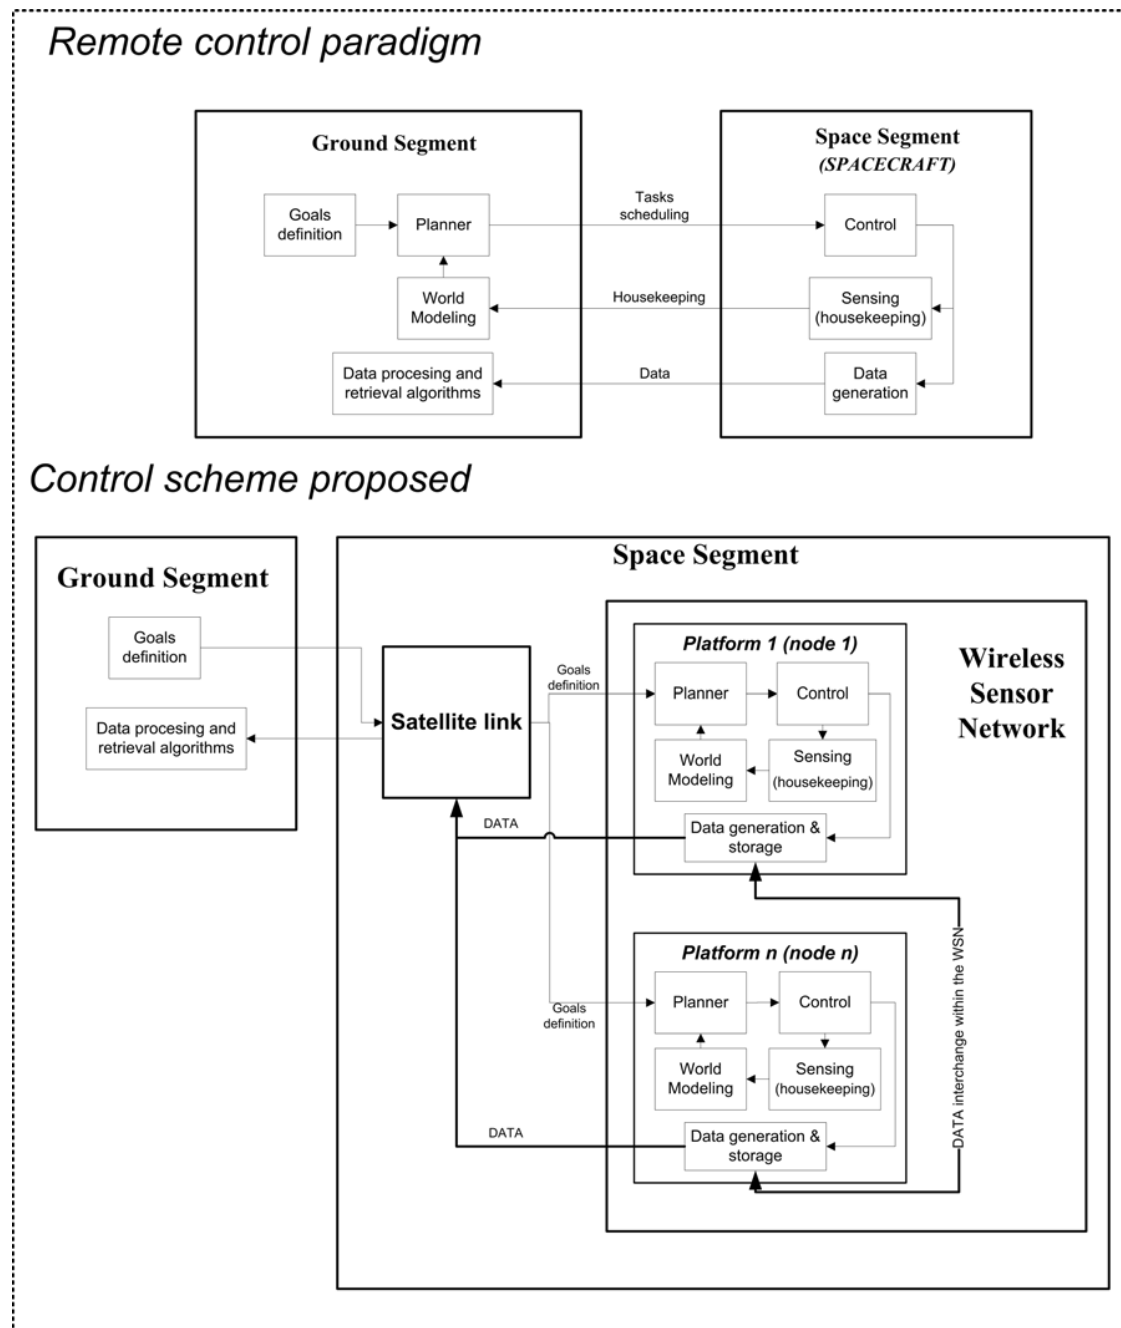 Remote control paradigm
Ground Segment
Goals
definition
Planner
World
Modeling
Data procesing and
retrieval algorithms
Tasks
scheduling
Housekeeping
Data
Space Segment
(SPACECRAFT)
Control
Sensing
(housekeeping)
Data
generation
Control scheme proposed
Ground Segment
Goals
definition
Data procesing and
retrieval algorithms
Space Segment
Satellite link
Goals
definition
DATA
Goals
definition
DATA
Wireless
Sensor
Network
Platform 1 (node 1)
Planner
Control
World
Modeling
Sensing
(housekeeping)
Data generation &
storage
Platform n (node n)
Planner
Control
World
Modeling
Sensing
(housekeeping)
Data generation &
storage
DATA interchange within the WSN